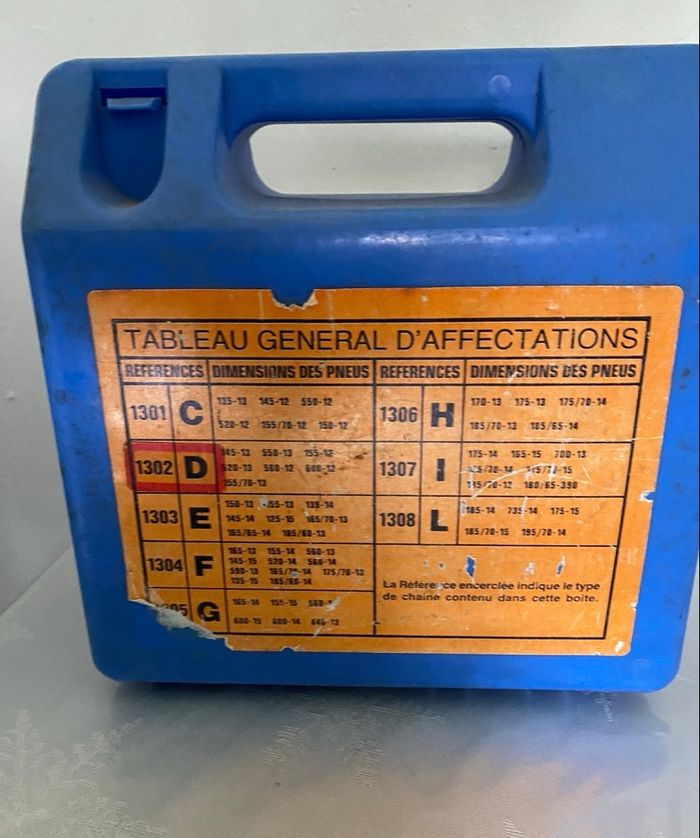 TABLEAU GENERAL D'AFFECTATIONS
REFERENCES DIMENSIONS DES PNEUS REFERENCES DIMENSIONS DES PNEUS
1301 C
135-13 145-12 550-12
520-12 155/70-12 150-12
1302 D
145-13 550-13 155-12
520-13 560-12 600-12
155/70-13
1303 E
150-13 155-13 135-14
145-14 125-15 165/70-13
165/65-14 185/60-13
1304 F
165-13 155-14 560-13
145-15 520-14 560-14
590-13 175/70-13
135-15 185/60-14
G
165-14 155-15
600-15 600-14 645-13
1306 H
170-13 175-13 175/70-14
185/70-13 185/65-14
1307 I
175-14 165-15 700-13
180/65-390
1308 L
185-14 735-14 175-15
185/70-15 195/70-14
La Référence encerclée indique le type
de chaine contenu dans cette boite.